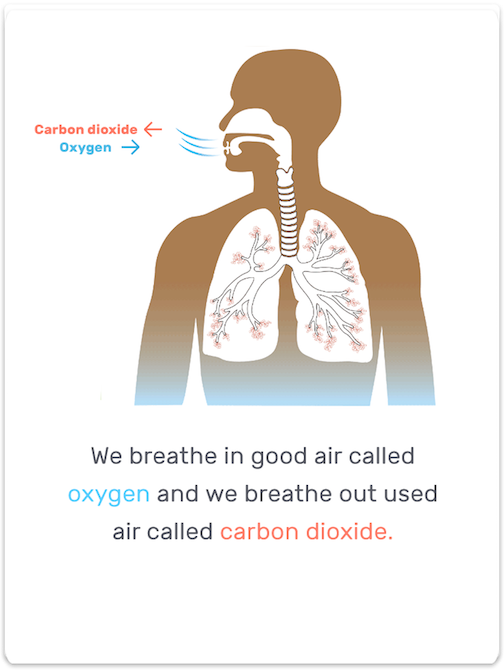 Carbon dioxide
Oxygen
We breathe in good air called
oxygen and we breathe out used
air called carbon dioxide.